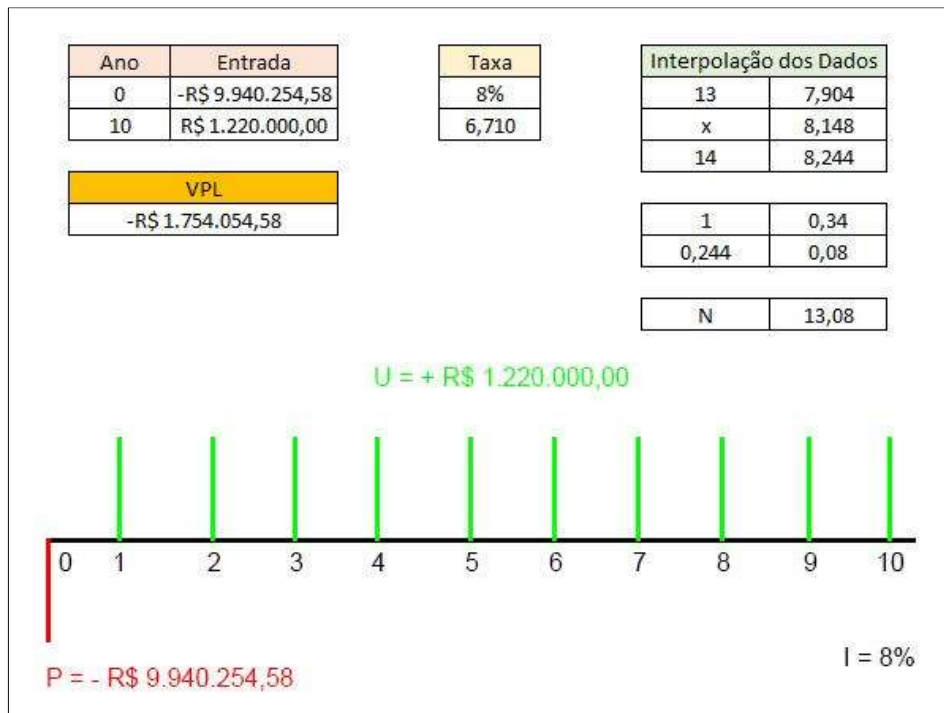 Ano Entrada
0 -R$ 9.940.254,58
10 R$ 1.220.000,00
VPL
-R$ 1.754.054,58
Taxa
8%
6,710
Interpolação dos Dados
13 7,904
x 8,148
14 8,244
1 0,34
0,244 0,08
N 13,08
U = + R$ 1.220.000,00
0 1 2 3 4 5 6 7 8 9 10
I = 8%
P = - R$ 9.940.254,58